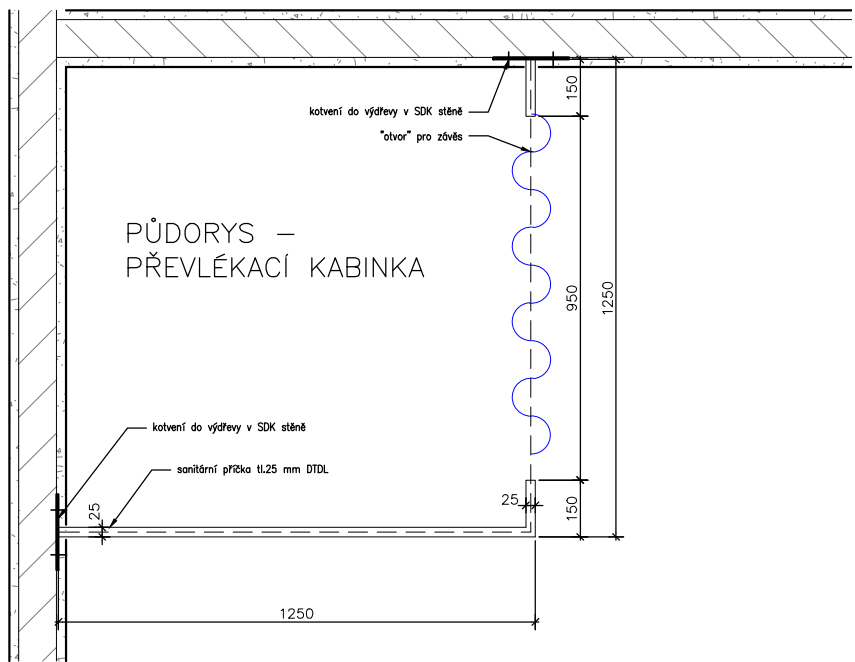 kotvení do výdřevy v SDK stěně
"otvor" pro závěs
150
PŮDORYS –
PŘEVLÉKACÍ KABINKA
950
1250
kotvení do výdřevy v SDK stěně
sanitární příčka tl.25 mm DTDL
25
25
150
1250